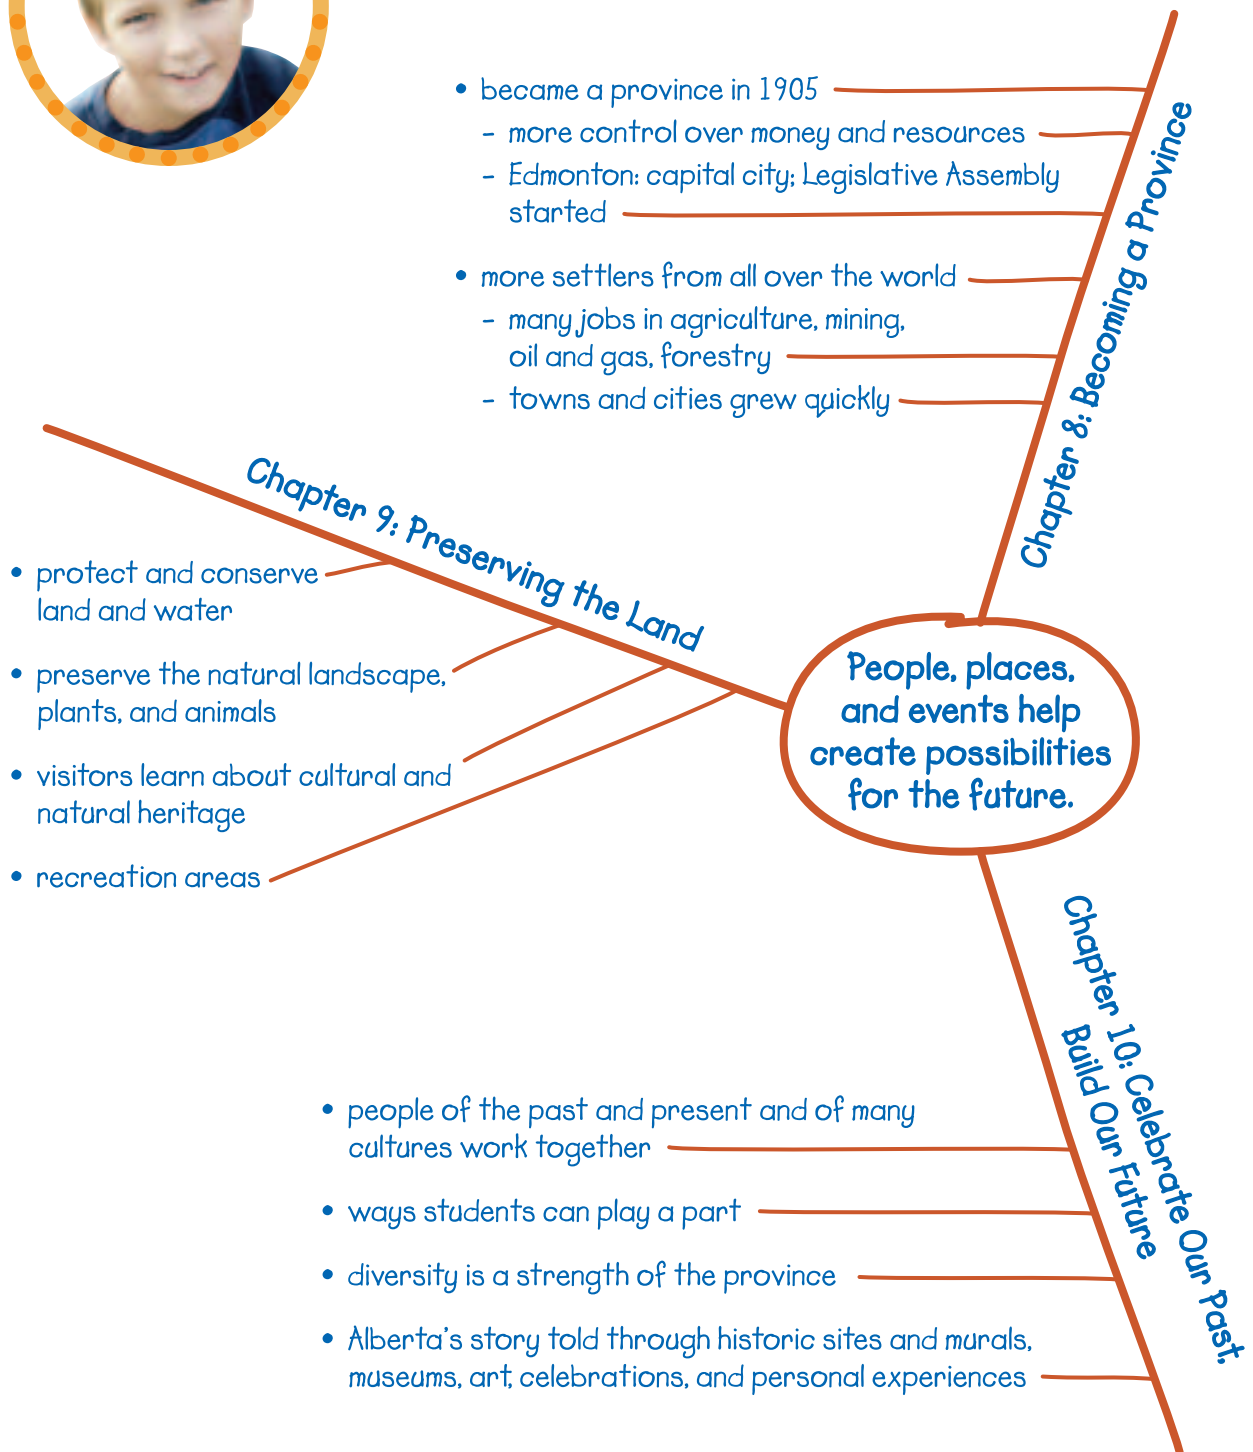 • became a province in 1905
– more control over money and resources
– Edmonton: capital city; Legislative Assembly
started
• more settlers from all over the world
– many jobs in agriculture, mining,
oil and gas, forestry
– towns and cities grew quickly
Chapter 8: Becoming a Province
Chapter 9: Preserving the Land
• protect and conserve
land and water
• preserve the natural landscape,
plants, and animals
• visitors learn about cultural and
natural heritage
• recreation areas
People, places,
and events help
create possibilities
for the future.
Chapter 10: Celebrate Our Past,
Build Our Future
• people of the past and present and of many
cultures work together
• ways students can play a part
• diversity is a strength of the province
• Alberta's story told through historic sites and murals,
museums, art, celebrations, and personal experiences